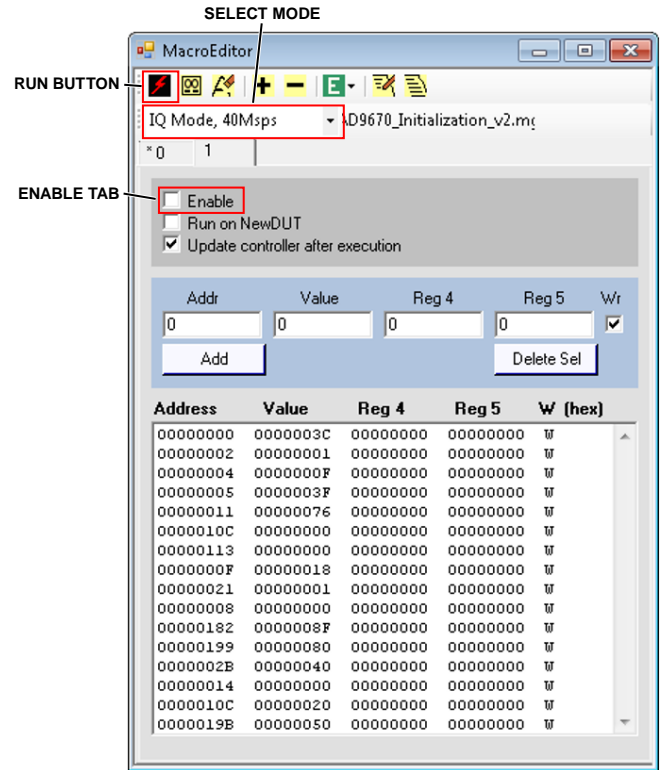 SELECT MODE
MacroEditor
RUN BUTTON
E
IQ Mode, 40Msps AD9670_Initialization_v2.mg
* 0 1
ENABLE TAB
Enable
Run on NewDUT
Update controller after execution
Addr Value Reg 4 Reg 5 Wr
0 0 0 0
Add Delete Sel
Address Value Reg 4 Reg 5 W (hex)
00000000 0000003C 00000000 00000000 W
00000002 00000001 00000000 00000000 W
00000004 0000000F 00000000 00000000 W
00000005 0000003F 00000000 00000000 W
00000011 00000076 00000000 00000000 W
0000010C 00000000 00000000 00000000 W
00000113 00000000 00000000 00000000 W
0000000F 00000018 00000000 00000000 W
00000021 00000001 00000000 00000000 W
00000008 00000000 00000000 00000000 W
00000182 0000008F 00000000 00000000 W
00000199 00000080 00000000 00000000 W
0000002B 00000040 00000000 00000000 W
00000014 00000000 00000000 00000000 W
0000010C 00000020 00000000 00000000 W
0000019B 00000050 00000000 00000000 W